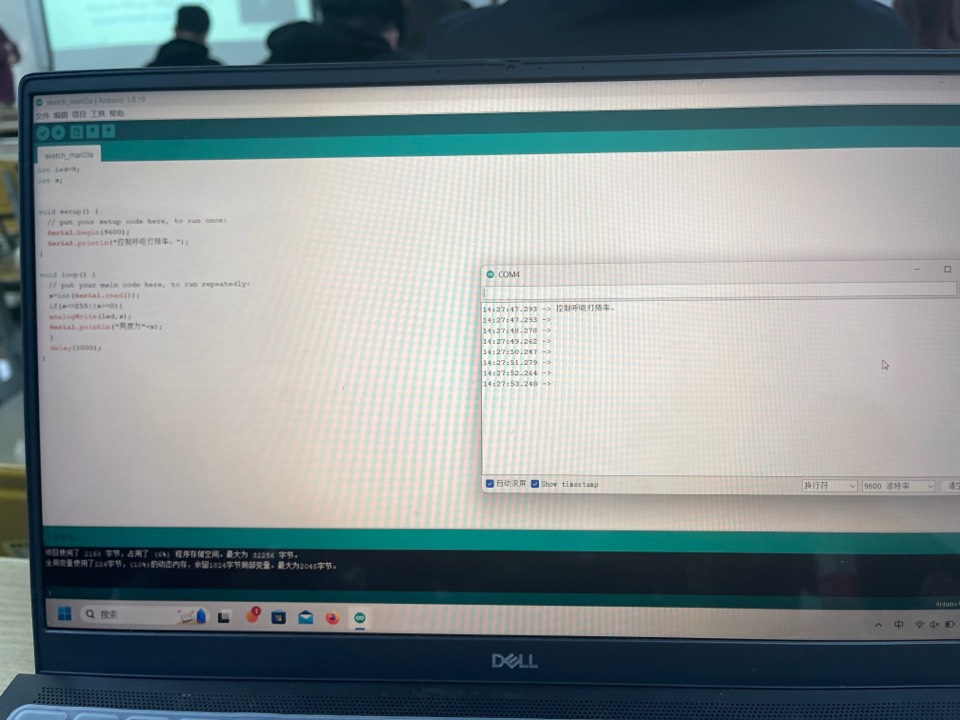 sketch_mar03a | Arduino 1.8.19
文件 编辑 项目 工具 帮助
sketch_mar03a
int led=9;
int a;
void setup() {
// put your setup code here, to run once:
Serial.begin(9600);
Serial.println("控制呼吸灯频率。");
}
void loop() {
// put your main code here, to run repeatedly:
a=int(Serial.read());
if(a<=255||a>=0){
analogWrite(led,a);
Serial.println("亮度为"+a);
}
delay(1000);
}
COM4
14:27:47.293 -> 控制呼吸灯频率。
14:27:47.293 ->
14:27:48.278 ->
14:27:49.262 ->
14:27:50.247 ->
14:27:51.279 ->
14:27:52.264 ->
14:27:53.248 ->
自动滚屏 Show timestamp
换行符 9600 波特率 清空
项目使用了 2168 字节，占用了 (6%) 程序存储空间。最大为 32256 字节。
全局变量使用了224字节，(10%)的动态内存，余留1824字节局部变量。最大为2048字节。
Arduino
搜索
1
中
DELL